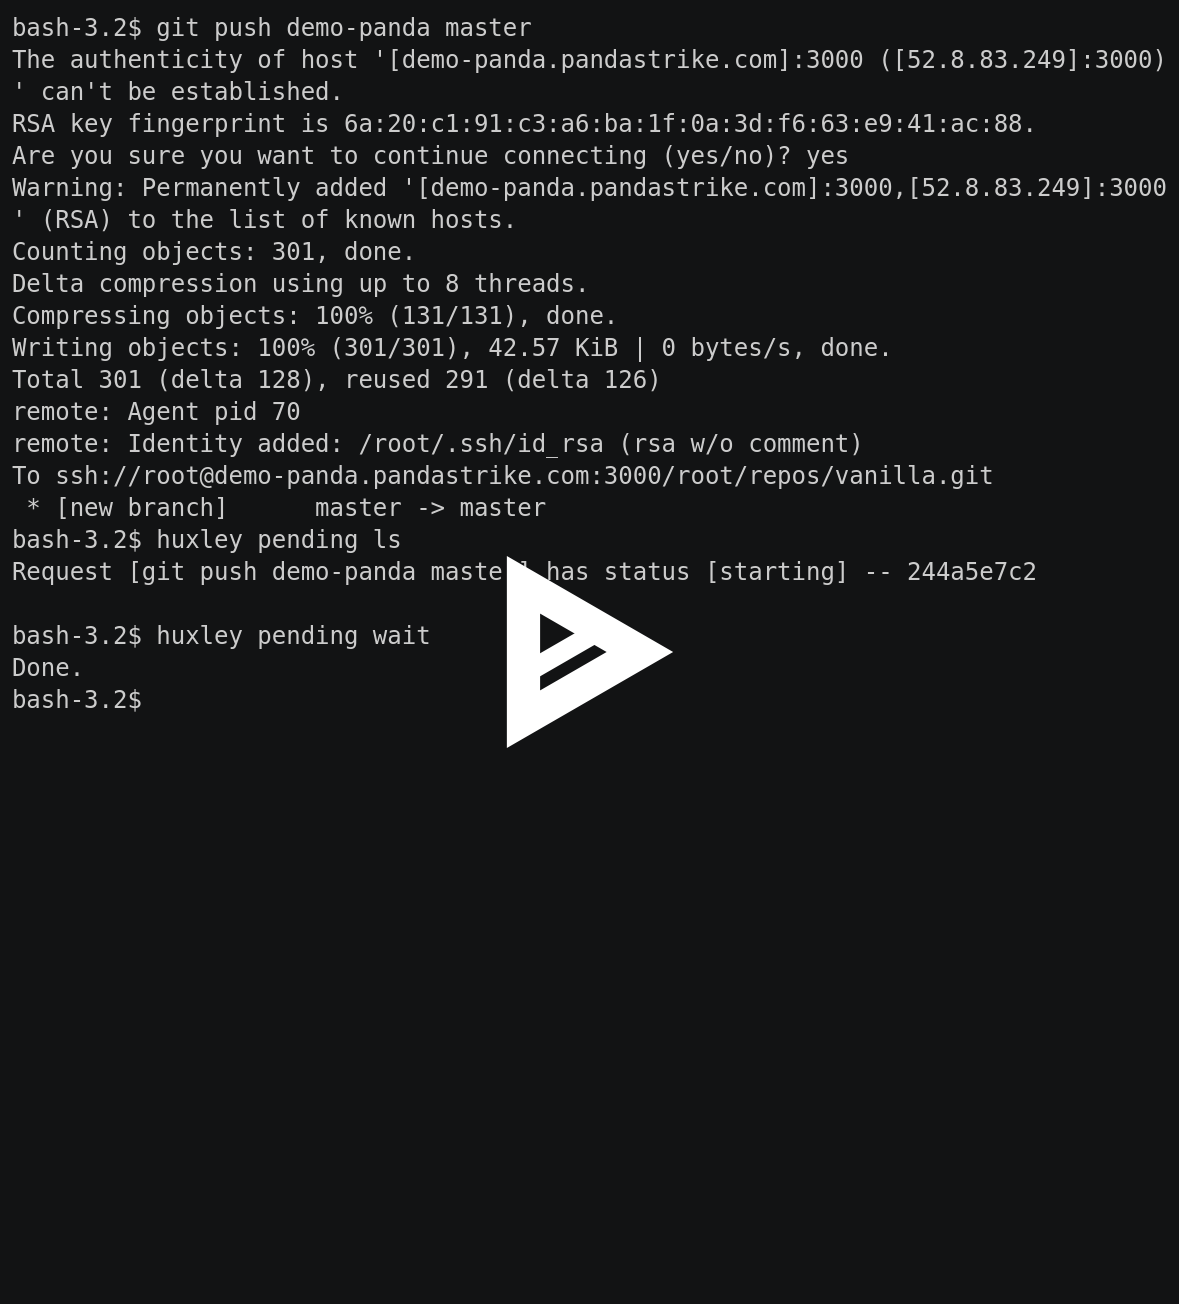 bash-3.2$ git push demo-panda master
The authenticity of host '[demo-panda.pandastrike.com]:3000 ([52.8.83.249]:3000)
' can't be established.
RSA key fingerprint is 6a:20:c1:91:c3:a6:ba:1f:0a:3d:f6:63:e9:41:ac:88.
Are you sure you want to continue connecting (yes/no)? yes
Warning: Permanently added '[demo-panda.pandastrike.com]:3000,[52.8.83.249]:3000
' (RSA) to the list of known hosts.
Counting objects: 301, done.
Delta compression using up to 8 threads.
Compressing objects: 100% (131/131), done.
Writing objects: 100% (301/301), 42.57 KiB | 0 bytes/s, done.
Total 301 (delta 128), reused 291 (delta 126)
remote: Agent pid 70
remote: Identity added: /root/.ssh/id_rsa (rsa w/o comment)
To ssh://root@demo-panda.pandastrike.com:3000/root/repos/vanilla.git
 * [new branch]      master -> master
bash-3.2$ huxley pending ls
Request [git push demo-panda master] has status [starting] -- 244a5e7c2

bash-3.2$ huxley pending wait
Done.
bash-3.2$